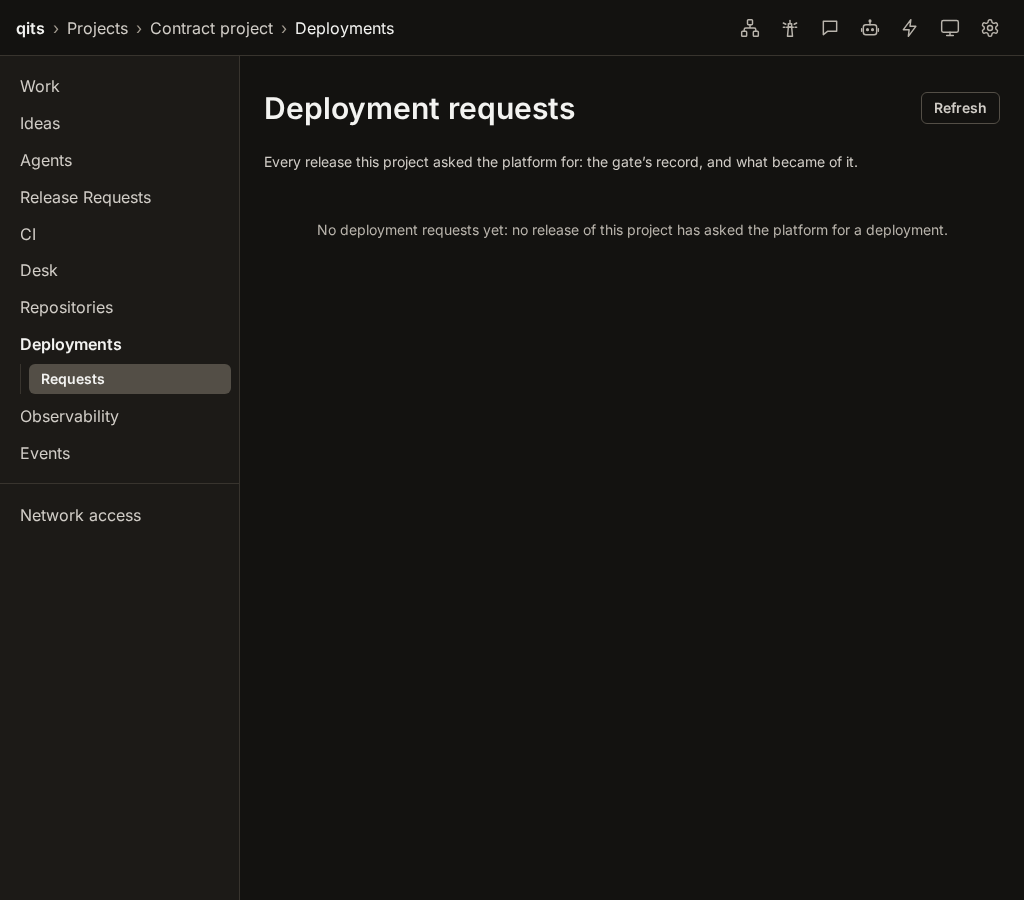 qits › Projects › Contract project › Deployments
Work
Ideas
Agents
Release Requests
CI
Desk
Repositories
Deployments
Requests
Observability
Events
Network access
Deployment requests
Refresh
Every release this project asked the platform for: the gate’s record, and what became of it.
No deployment requests yet: no release of this project has asked the platform for a deployment.